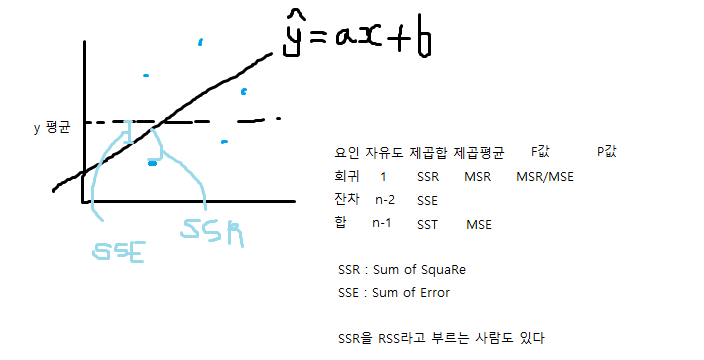 ŷ=ax+b
y 평균
SSE
SSR
요인 자유도 제곱합 제곱평균 F값 P값
회귀 1 SSR MSR MSR/MSE
잔차 n-2 SSE
합 n-1 SST MSE
SSR : Sum of SquaRe
SSE : Sum of Error
SSR을 RSS라고 부르는 사람도 있다